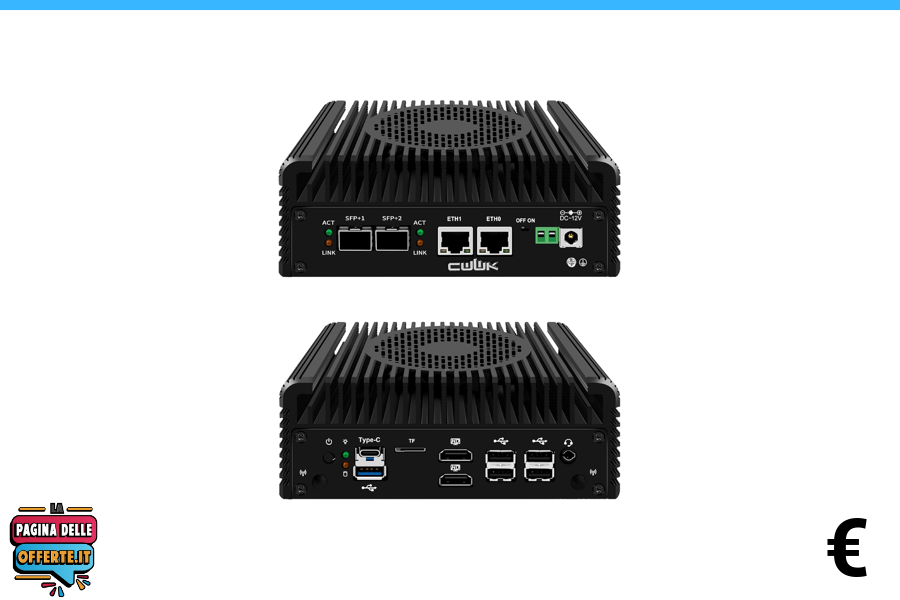 ACT
SFP+1
SFP+2
ACT
ETH1
ETH0
OFF ON
DC-12V
LINK
LINK
CWWK
Type-C
TF
LA
PAGINA DELLE
OFFERTE.IT
€